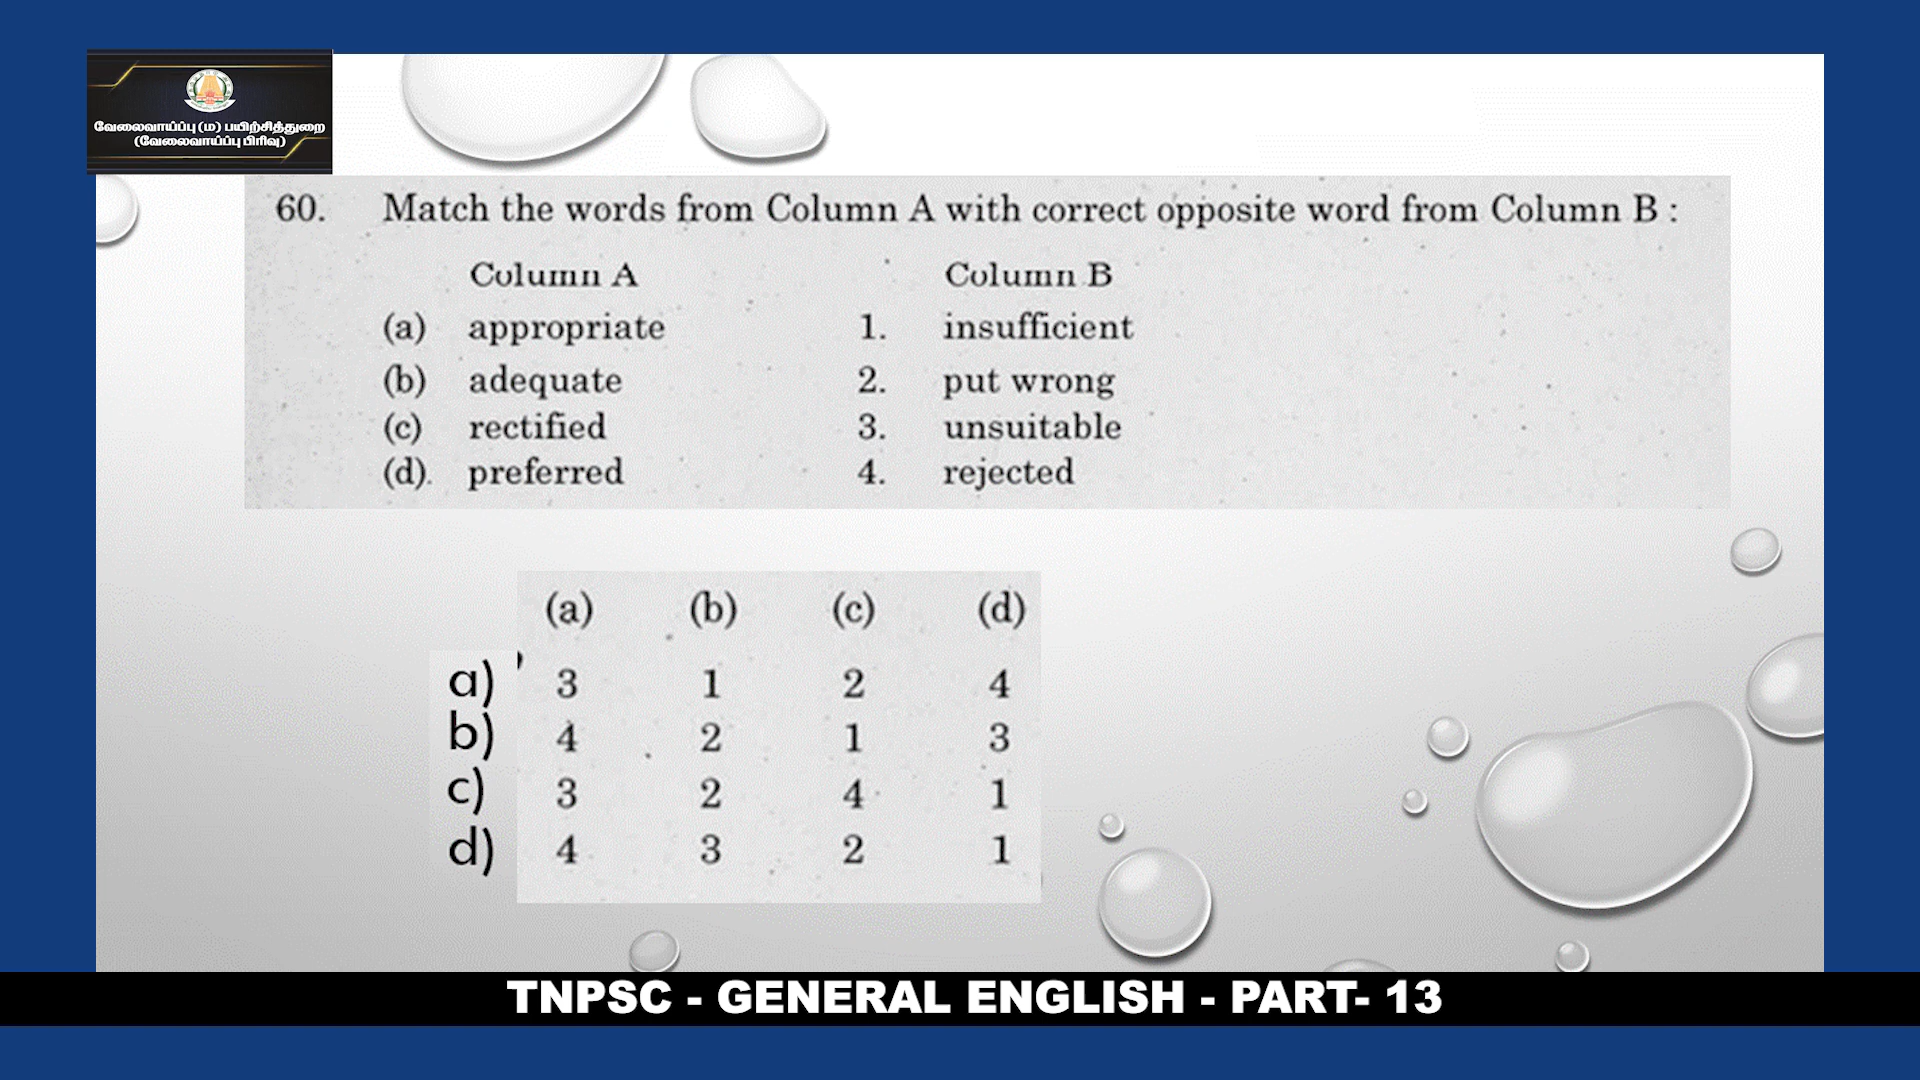 வேலைவாய்ப்பு (ம) பயிற்சித்துறை
(வேலைவாய்ப்பு பிரிவு)
60. Match the words from Column A with correct opposite word from Column B :
Column A Column B
(a) appropriate 1. insufficient
(b) adequate 2. put wrong
(c) rectified 3. unsuitable
(d). preferred 4. rejected
(a) (b) (c) (d)
a) 3 1 2 4
b) 4 2 1 3
c) 3 2 4 1
d) 4 3 2 1
TNPSC - GENERAL ENGLISH - PART- 13